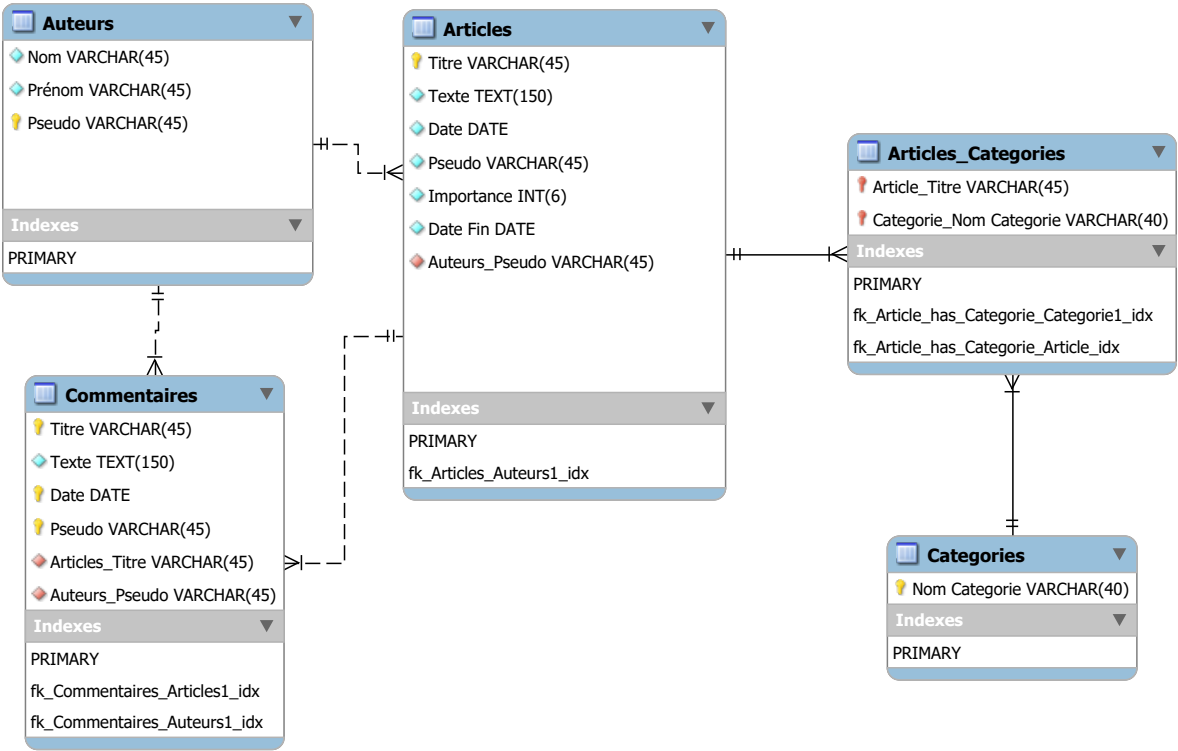 Auteurs
Nom VARCHAR(45)
Prénom VARCHAR(45)
Pseudo VARCHAR(45)
Indexes
PRIMARY
Articles
Titre VARCHAR(45)
Texte TEXT(150)
Date DATE
Pseudo VARCHAR(45)
Importance INT(6)
Date Fin DATE
Auteurs_Pseudo VARCHAR(45)
Indexes
PRIMARY
fk_Articles_Auteurs1_idx
Articles_Categories
Article_Titre VARCHAR(45)
Categorie_Nom Categorie VARCHAR(40)
Indexes
PRIMARY
fk_Article_has_Categorie_Categorie1_idx
fk_Article_has_Categorie_Article_idx
Commentaires
Titre VARCHAR(45)
Texte TEXT(150)
Date DATE
Pseudo VARCHAR(45)
Articles_Titre VARCHAR(45)
Auteurs_Pseudo VARCHAR(45)
Indexes
PRIMARY
fk_Commentaires_Articles1_idx
fk_Commentaires_Auteurs1_idx
Categories
Nom Categorie VARCHAR(40)
Indexes
PRIMARY